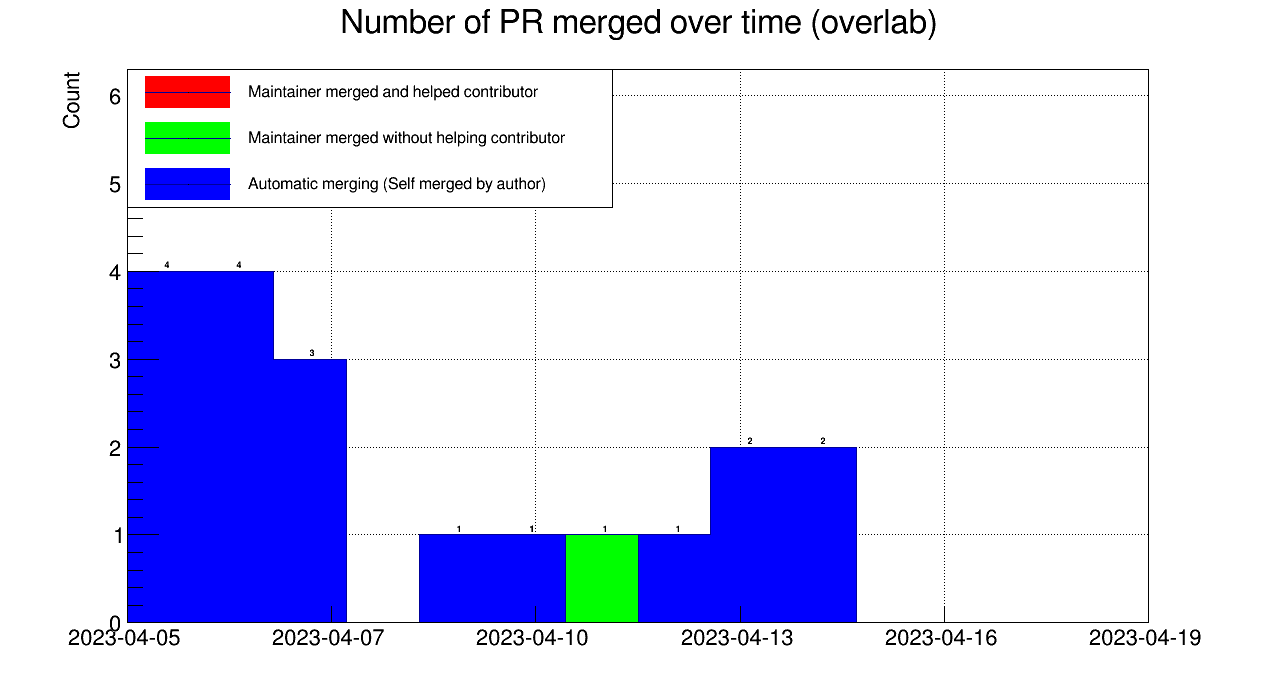 Number of PR merged over time (overlab)
Count
Maintainer merged and helped contributor
Maintainer merged without helping contributor
Automatic merging (Self merged by author)
6
5
4
3
2
1
0
4 4
3
1 1 1 1
2 2
2023-04-05 2023-04-07 2023-04-10 2023-04-13 2023-04-16 2023-04-19